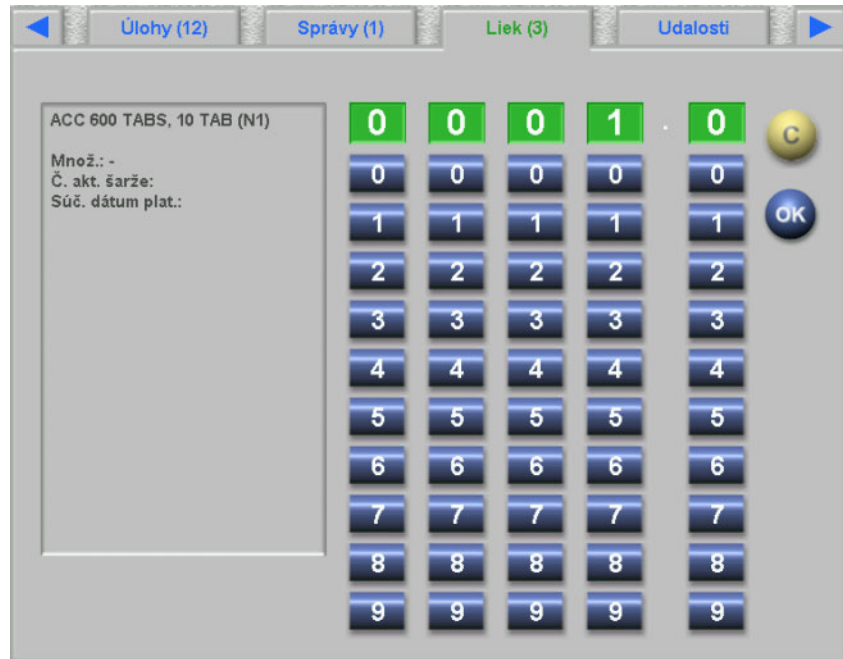 Úlohy (12) Správy (1) Liek (3) Udalosti
ACC 600 TABS, 10 TAB (N1)
Množ.: -
Č. akt. šarže:
Súč. dátum plat.:
0 0 0 1 . 0
C
0 0 0 0 0
OK
1 1 1 1 1
2 2 2 2 2
3 3 3 3 3
4 4 4 4 4
5 5 5 5 5
6 6 6 6 6
7 7 7 7 7
8 8 8 8 8
9 9 9 9 9